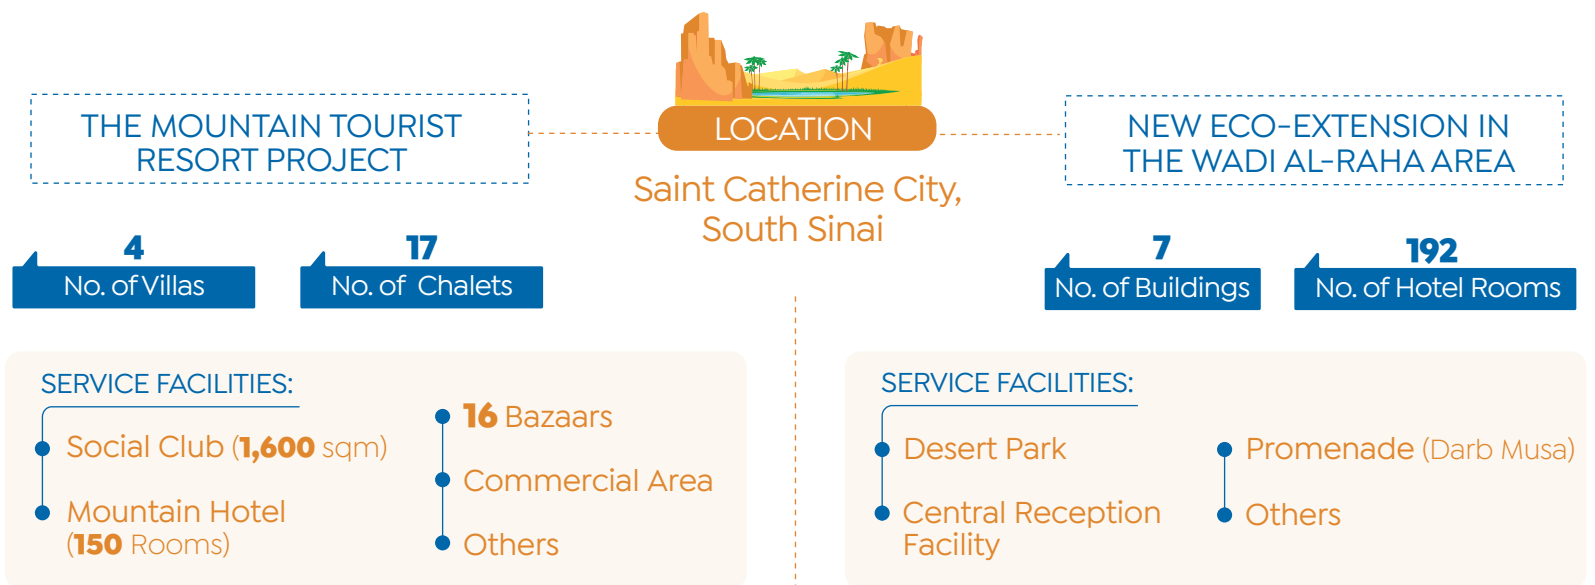 LOCATION
Saint Catherine City,
South Sinai
THE MOUNTAIN TOURIST
RESORT PROJECT
4
No. of Villas
17
No. of Chalets
SERVICE FACILITIES:
Social Club (1,600 sqm)
Mountain Hotel
(150 Rooms)
16 Bazaars
Commercial Area
Others
NEW ECO-EXTENSION IN
THE WADI AL-RAHA AREA
7
No. of Buildings
192
No. of Hotel Rooms
SERVICE FACILITIES:
Desert Park
Central Reception
Facility
Promenade (Darb Musa)
Others